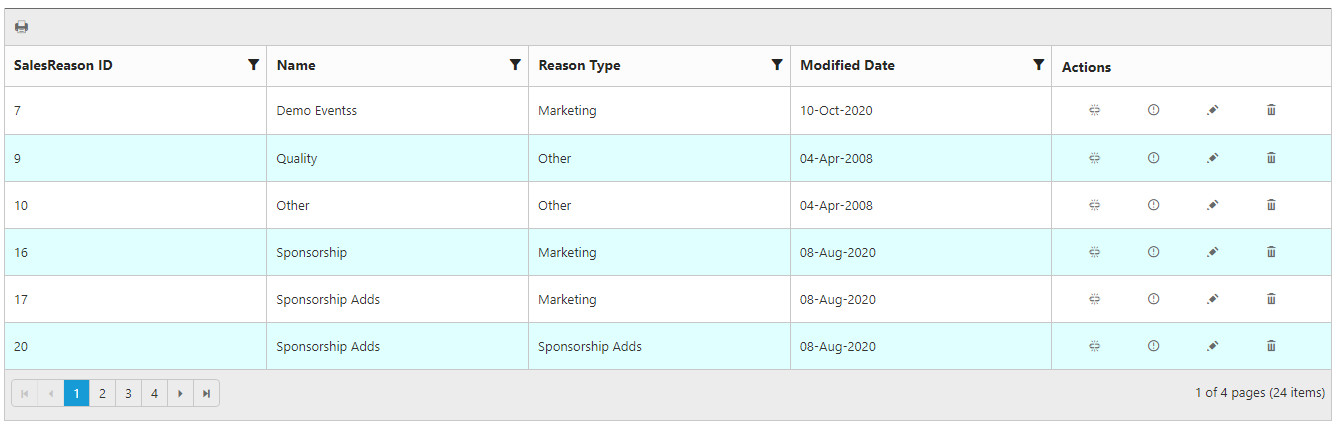 SalesReason ID Name Reason Type Modified Date Actions
7 Demo Eventss Marketing 10-Oct-2020
9 Quality Other 04-Apr-2008
10 Other Other 04-Apr-2008
16 Sponsorship Marketing 08-Aug-2020
17 Sponsorship Adds Marketing 08-Aug-2020
20 Sponsorship Adds Sponsorship Adds 08-Aug-2020
1 2 3 4 1 of 4 pages (24 items)